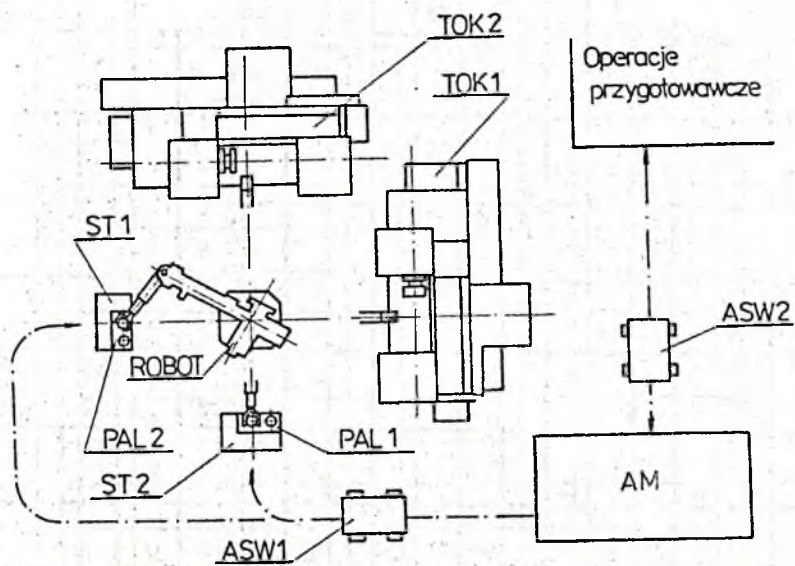 TOK2
TOK1
Operacje
przygotowawcze
ST1
ASW2
ROBOT
PAL2
PAL1
ST2
AM
ASW1